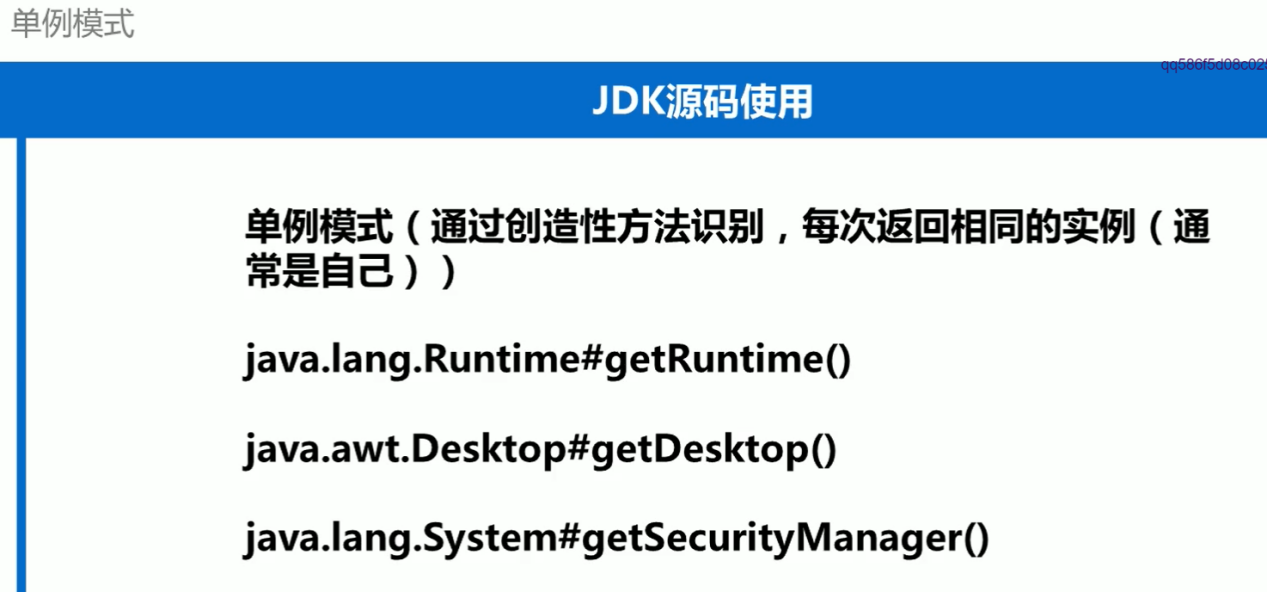 单例模式
qq586f5d08c025
JDK源码使用
单例模式（通过创造性方法识别，每次返回相同的实例（通
常是自己））
java.lang.Runtime#getRuntime()
java.awt.Desktop#getDesktop()
java.lang.System#getSecurityManager()